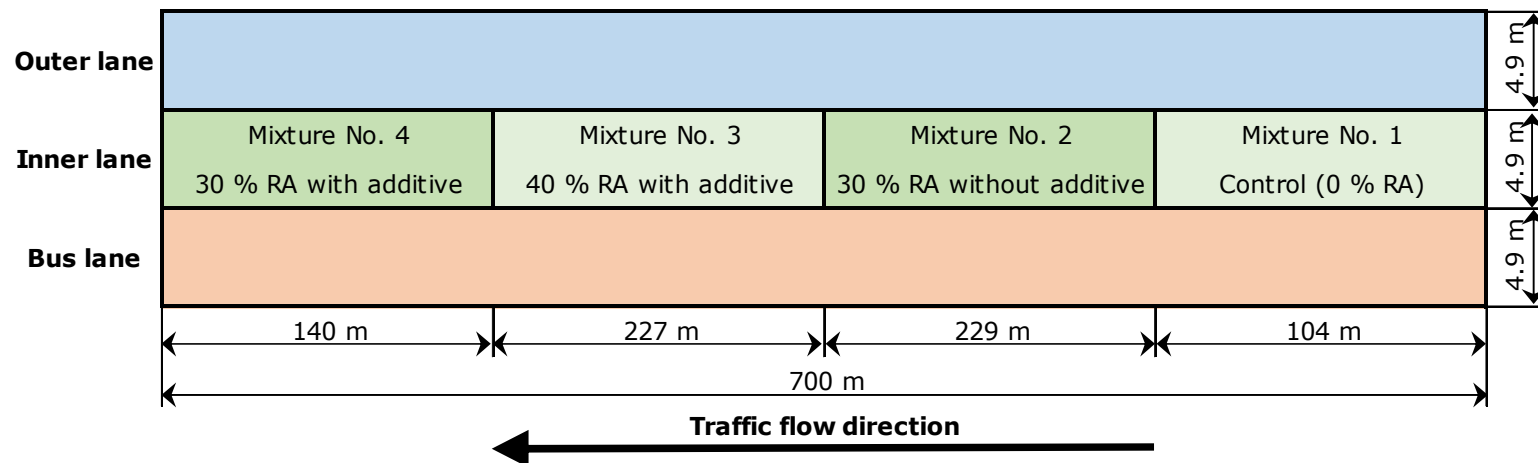 Outer lane
4.9 m
Inner lane
Mixture No. 4
30 % RA with additive
Mixture No. 3
40 % RA with additive
Mixture No. 2
30 % RA without additive
Mixture No. 1
Control (0 % RA)
4.9 m
Bus lane
4.9 m
140 m
227 m
229 m
104 m
700 m
Traffic flow direction